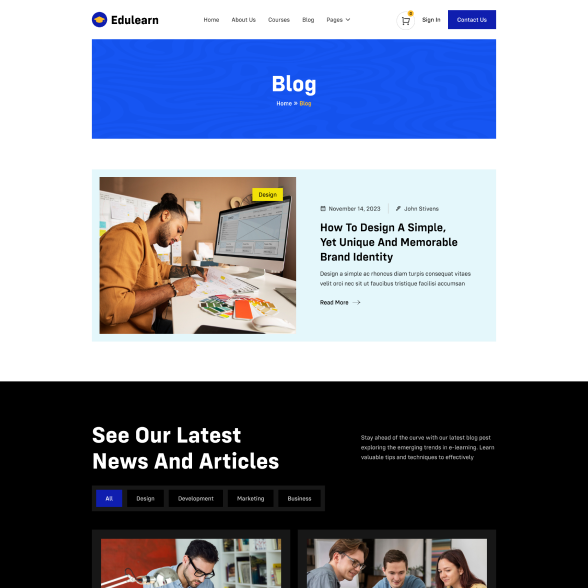 Edulearn
Home About Us Courses Blog Pages
0
Sign In
Contact Us
Blog
Home » Blog
Design
November 14, 2023 John Stivens
How To Design A Simple,
Yet Unique And Memorable
Brand Identity
Design a simple ac rhoncus diam turpis consequat vitaes
velit orci nec sit ut faucibus tristique facilisi accumsan
Read More
See Our Latest
News And Articles
Stay ahead of the curve with our latest blog post
exploring the emerging trends in e-learning. Learn
valuable tips and techniques to effectively
All Design Development Marketing Business